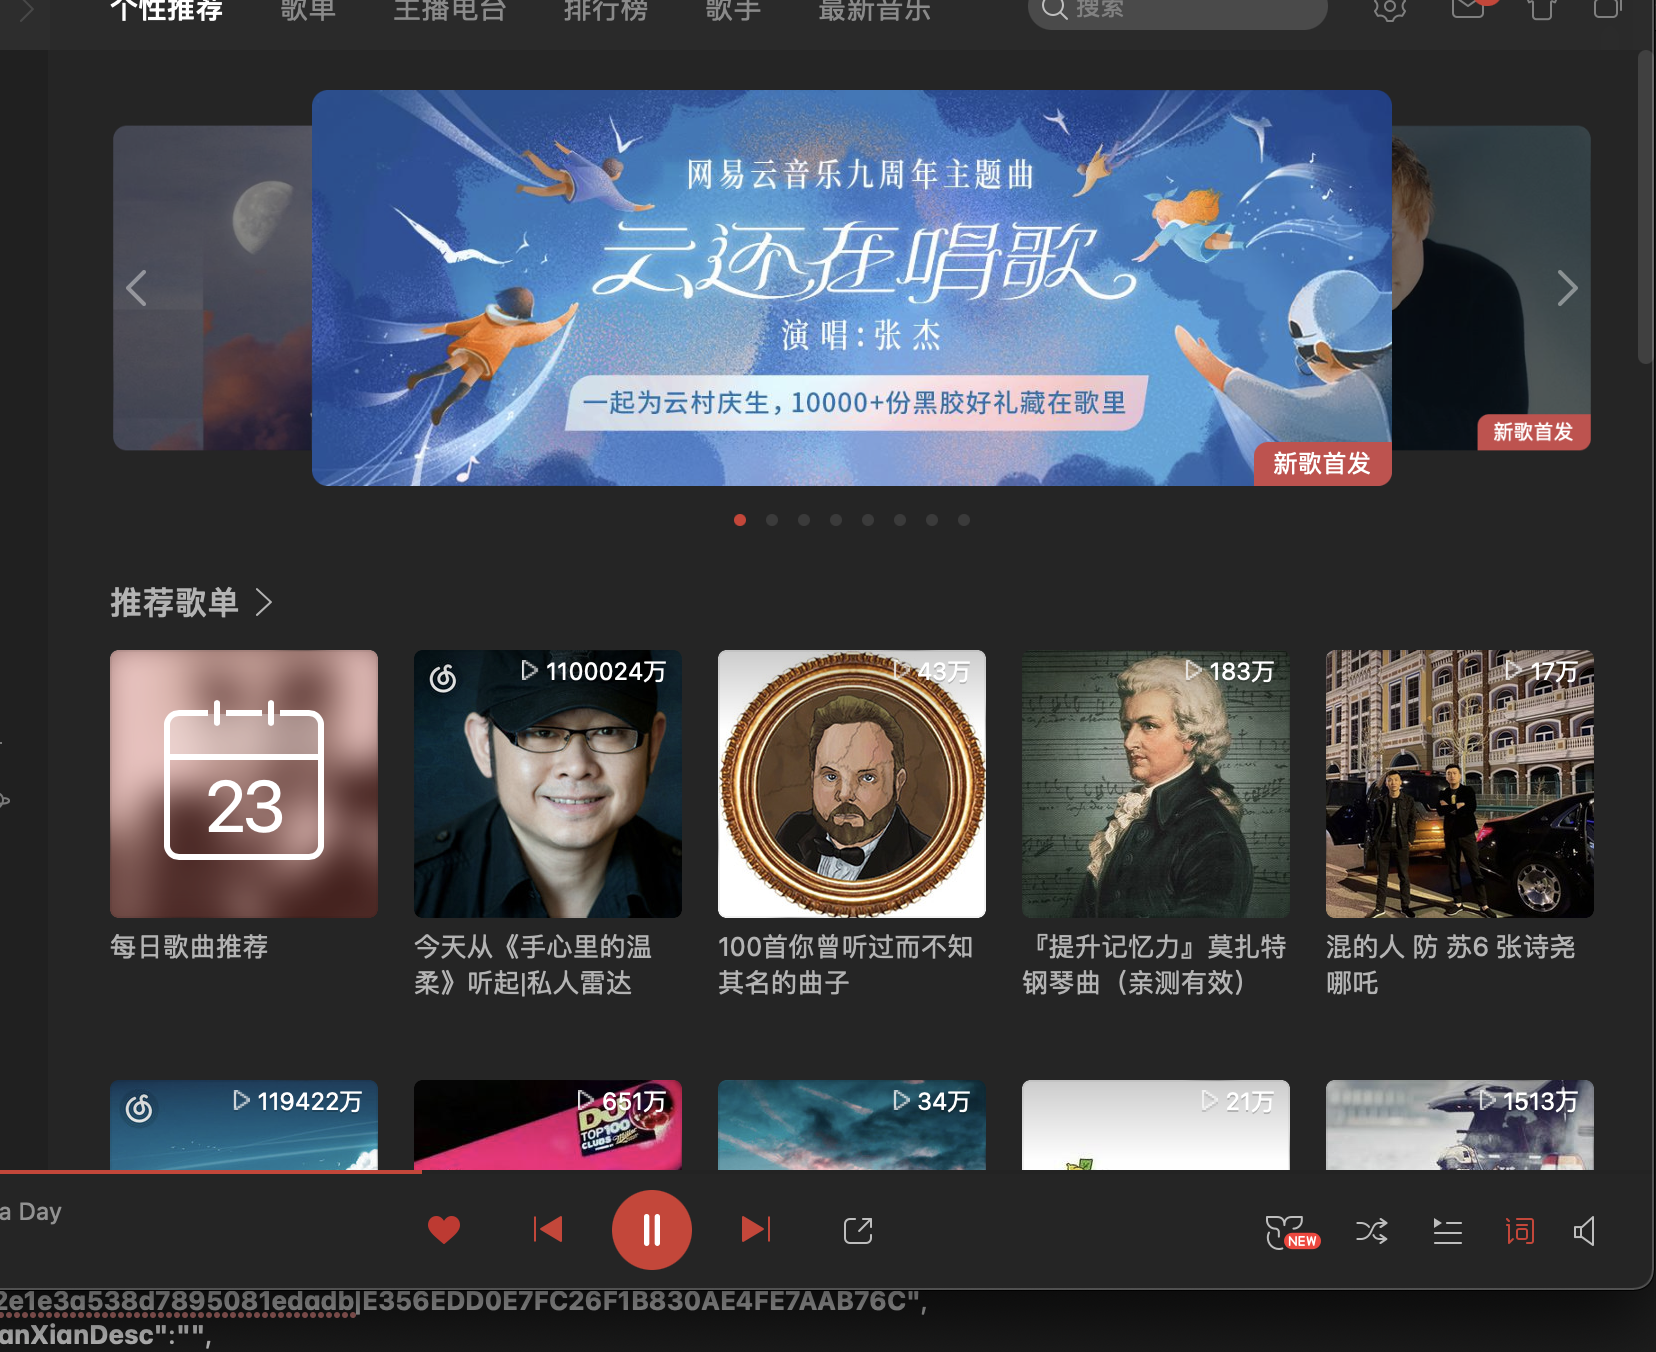 个性推荐 歌单 主播电台 排行榜 歌手 最新音乐 搜索
网易云音乐九周年主题曲
云还在唱歌
演唱:张杰
一起为云村庆生,10000+份黑胶好礼藏在歌里
新歌首发
新歌首发
推荐歌单
23
1100024万
43万
183万
17万
每日歌曲推荐
今天从《手心里的温
柔》听起|私人雷达
100首你曾听过而不知
其名的曲子
『提升记忆力』莫扎特
钢琴曲（亲测有效）
混的人 防 苏6 张诗尧
哪吒
119422万
651万
DJ
TOP100
CLUBS
34万
21万
1513万
a Day
NEW
词
2e1e3a538d7895081edadb|E356EDD0E7FC26F1B830AE4FE7AAB76C",
anXianDesc":"",